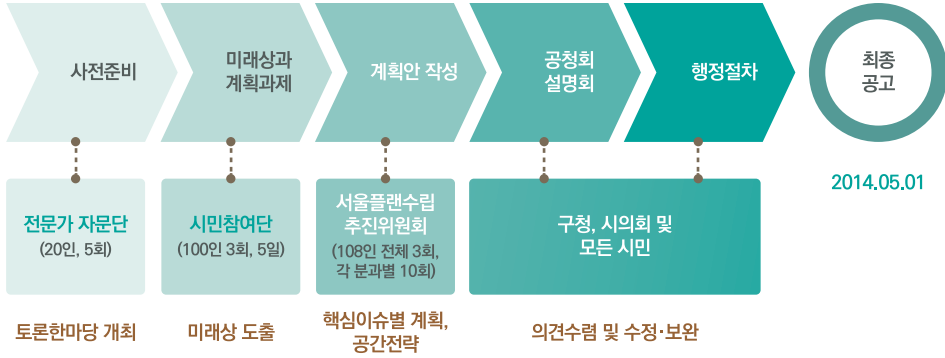 사전준비
미래상과
계획과제
계획안 작성
공청회
설명회
행정절차
최종
공고
2014.05.01
전문가 자문단
(20인, 5회)
시민참여단
(100인 3회, 5일)
서울플랜수립
추진위원회
(108인 전체 3회,
각 분과별 10회)
구청, 시의회 및
모든 시민
토론한마당 개최
미래상 도출
핵심이슈별 계획,
공간전략
의견수렴 및 수정·보완